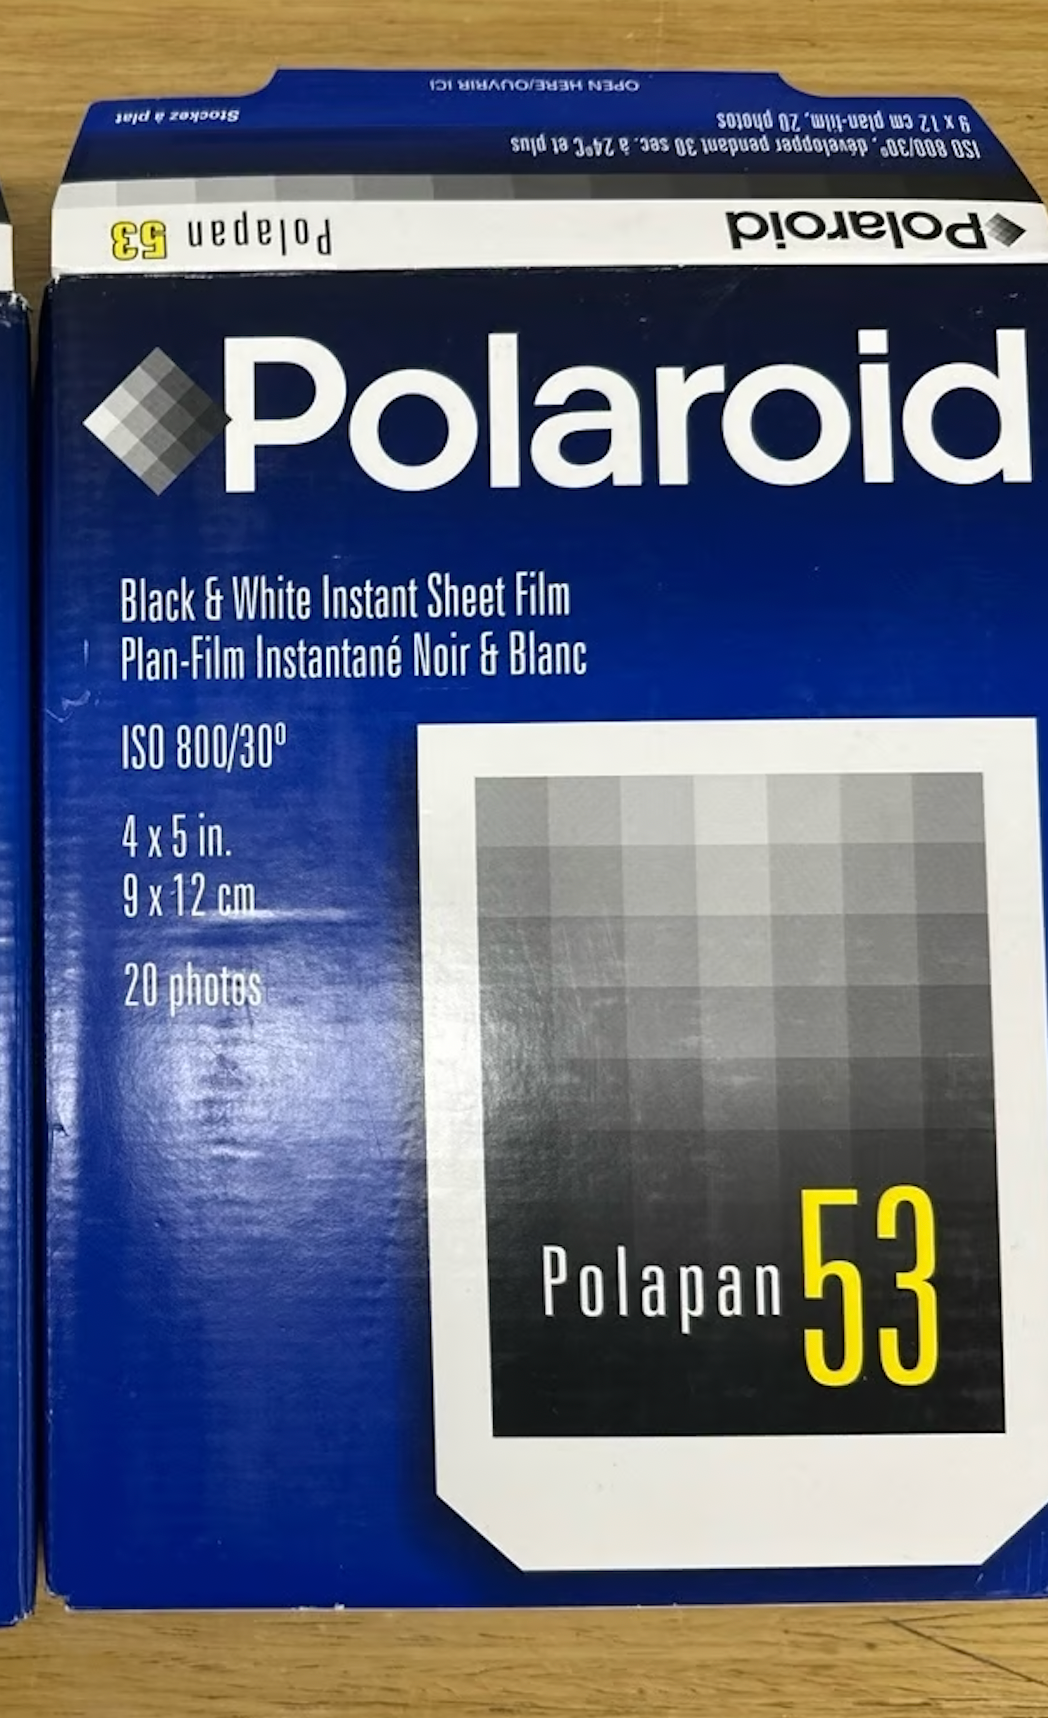 OPEN HERE/OUVRIR ICI
Stockez à plat
ISO 800/30°, développer pendant 30 sec. à 24°C et plus
9 x 12 cm plan-film, 20 photos
Polaroid
Polapan 53
Polaroid
Black & White Instant Sheet Film
Plan-Film Instantané Noir & Blanc
ISO 800/30º
4 x 5 in.
9 x 12 cm
20 photos
Polapan 53